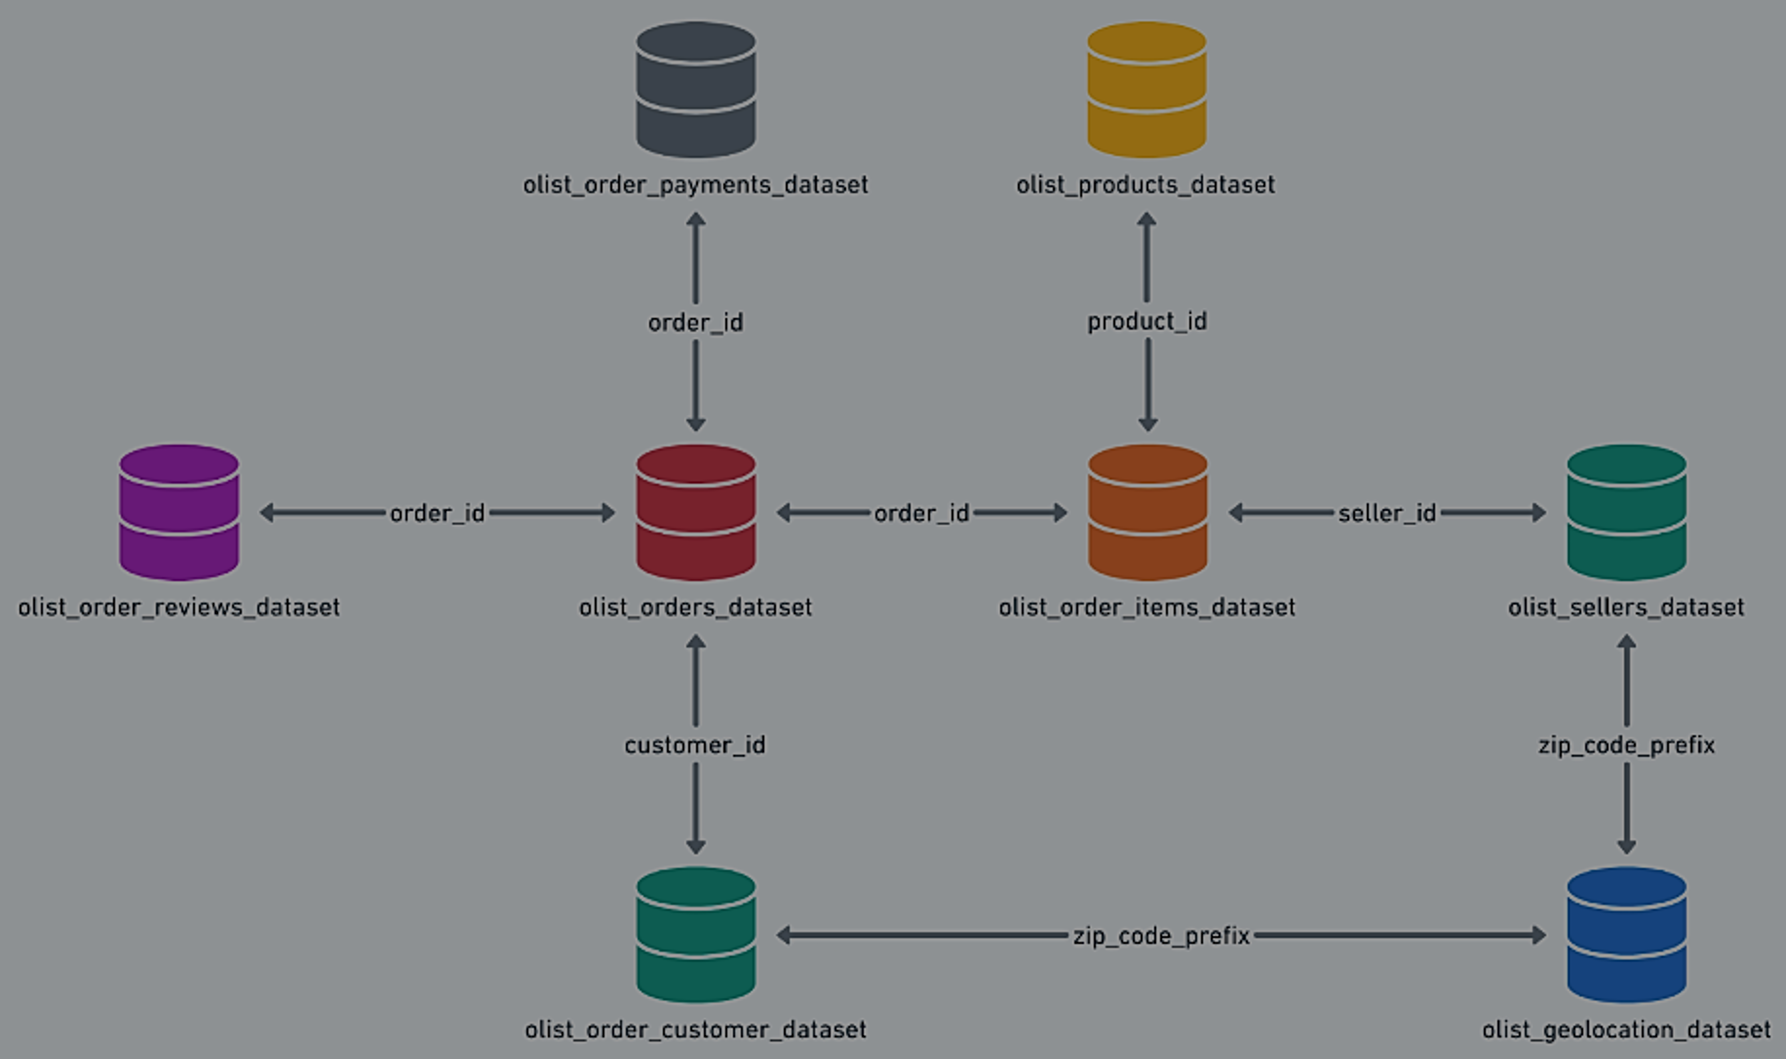 olist_order_payments_dataset
olist_products_dataset
order_id
product_id
order_id
order_id
seller_id
olist_order_reviews_dataset
olist_orders_dataset
olist_order_items_dataset
olist_sellers_dataset
customer_id
zip_code_prefix
zip_code_prefix
olist_order_customer_dataset
olist_geolocation_dataset